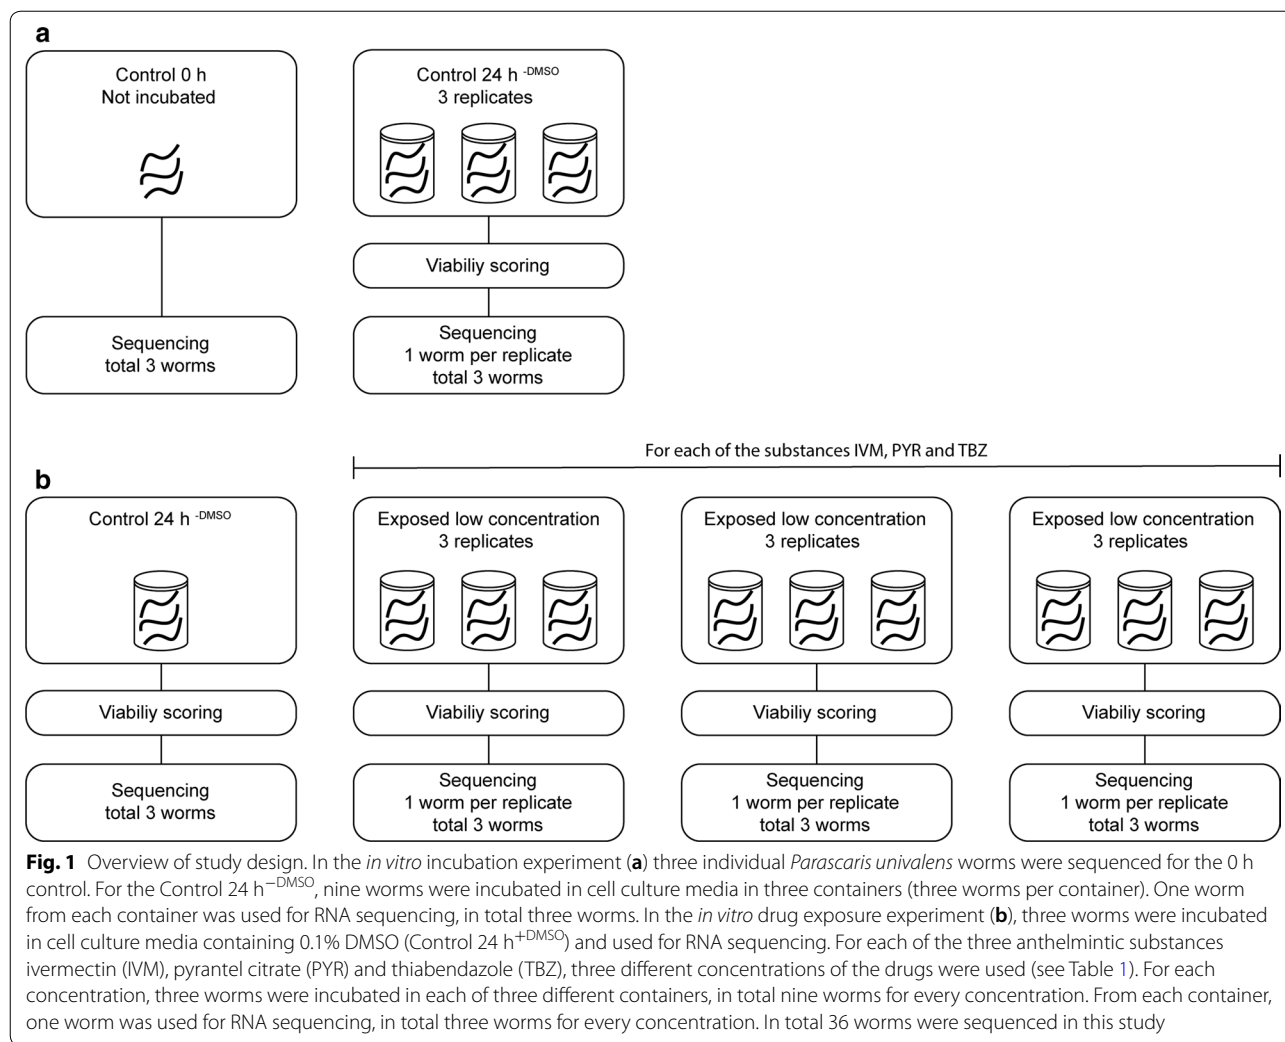 a
Control 0 h
Not incubated
Control 24 h -DMSO
3 replicates
Viabiliy scoring
Sequencing
total 3 worms
Sequencing
1 worm per replicate
total 3 worms
For each of the substances IVM, PYR and TBZ
b
Control 24 h -DMSO
Exposed low concentration
3 replicates
Exposed low concentration
3 replicates
Exposed low concentration
3 replicates
Viabiliy scoring
Viabiliy scoring
Viabiliy scoring
Viabiliy scoring
Sequencing
total 3 worms
Sequencing
1 worm per replicate
total 3 worms
Sequencing
1 worm per replicate
total 3 worms
Sequencing
1 worm per replicate
total 3 worms
Fig. 1 Overview of study design. In the in vitro incubation experiment (a) three individual Parascaris univalens worms were sequenced for the 0 h
control. For the Control 24 h−DMSO, nine worms were incubated in cell culture media in three containers (three worms per container). One worm
from each container was used for RNA sequencing, in total three worms. In the in vitro drug exposure experiment (b), three worms were incubated
in cell culture media containing 0.1% DMSO (Control 24 h+DMSO) and used for RNA sequencing. For each of the three anthelmintic substances
ivermectin (IVM), pyrantel citrate (PYR) and thiabendazole (TBZ), three different concentrations of the drugs were used (see Table 1). For each
concentration, three worms were incubated in each of three different containers, in total nine worms for every concentration. From each container,
one worm was used for RNA sequencing, in total three worms for every concentration. In total 36 worms were sequenced in this study